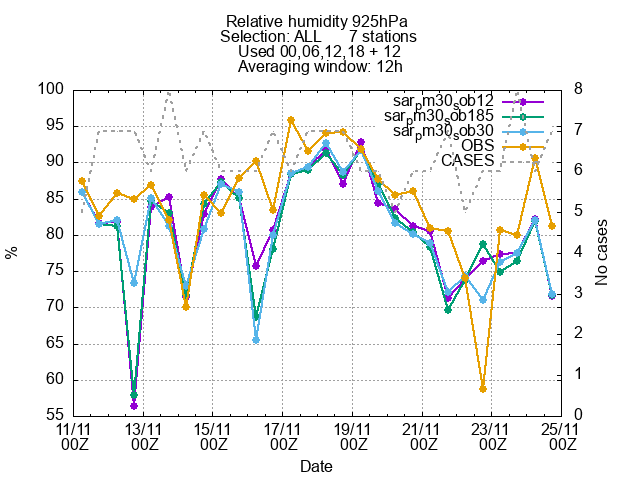 Relative humidity 925hPa
Selection: ALL 7 stations
Used 00,06,12,18 + 12
Averaging window: 12h
100
95
90
85
80
75
70
65
60
55
%
8
7
6
5
4
3
2
1
0
No cases
sarpm30sob12
sarpm30sob185
sarpm30sob30
OBS
CASES
11/11 13/11 15/11 17/11 19/11 21/11 23/11 25/11
00Z 00Z 00Z 00Z 00Z 00Z 00Z 00Z
Date